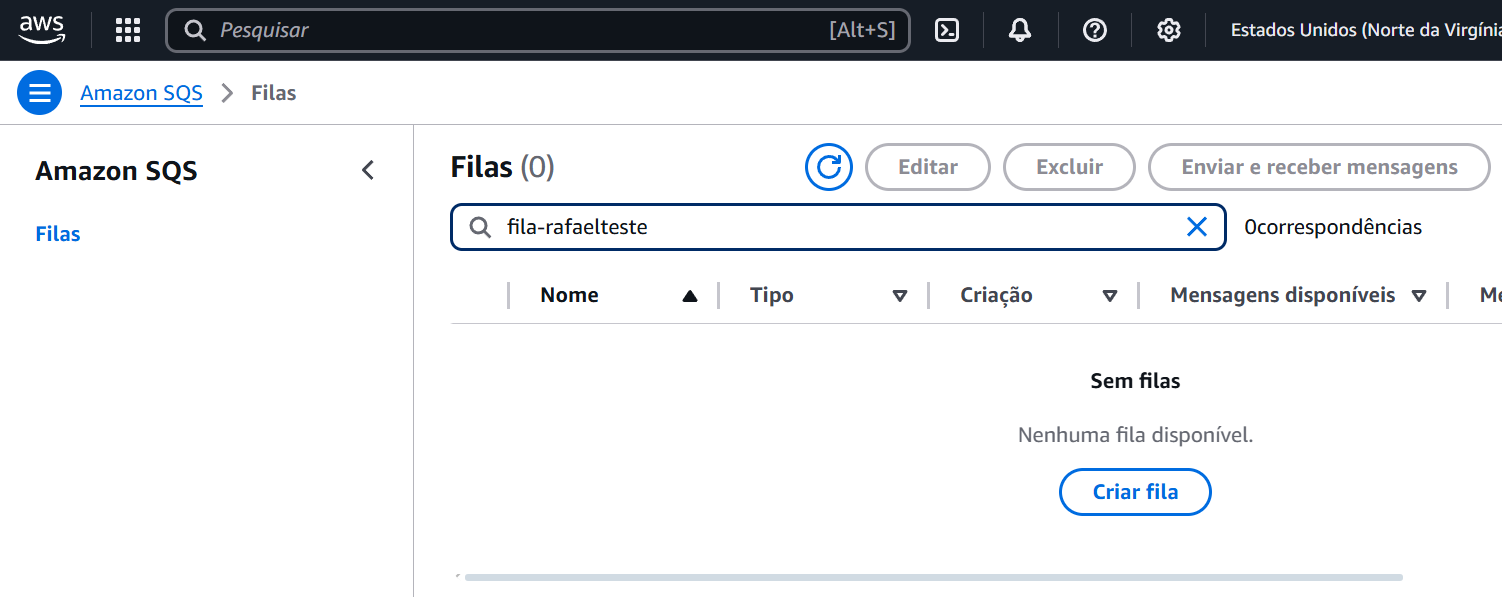 aws
Pesquisar [Alt+S]
Estados Unidos (Norte da Virgínia
Amazon SQS > Filas
Amazon SQS
Filas
Filas (0)
Editar
Excluir
Enviar e receber mensagens
fila-rafaelteste
0correspondências
Nome
Tipo
Criação
Mensagens disponíveis
Me
Sem filas
Nenhuma fila disponível.
Criar fila